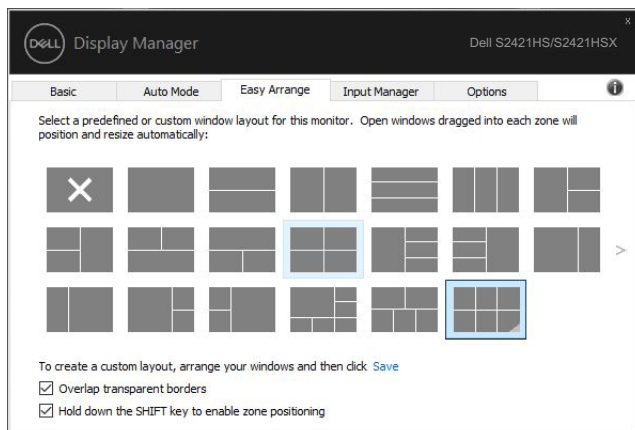 x
DELL Display Manager Dell S2421HS/S2421HSX
Basic Auto Mode Easy Arrange Input Manager Options i
Select a predefined or custom window layout for this monitor. Open windows dragged into each zone will
position and resize automatically:
>
To create a custom layout, arrange your windows and then click Save
Overlap transparent borders
Hold down the SHIFT key to enable zone positioning